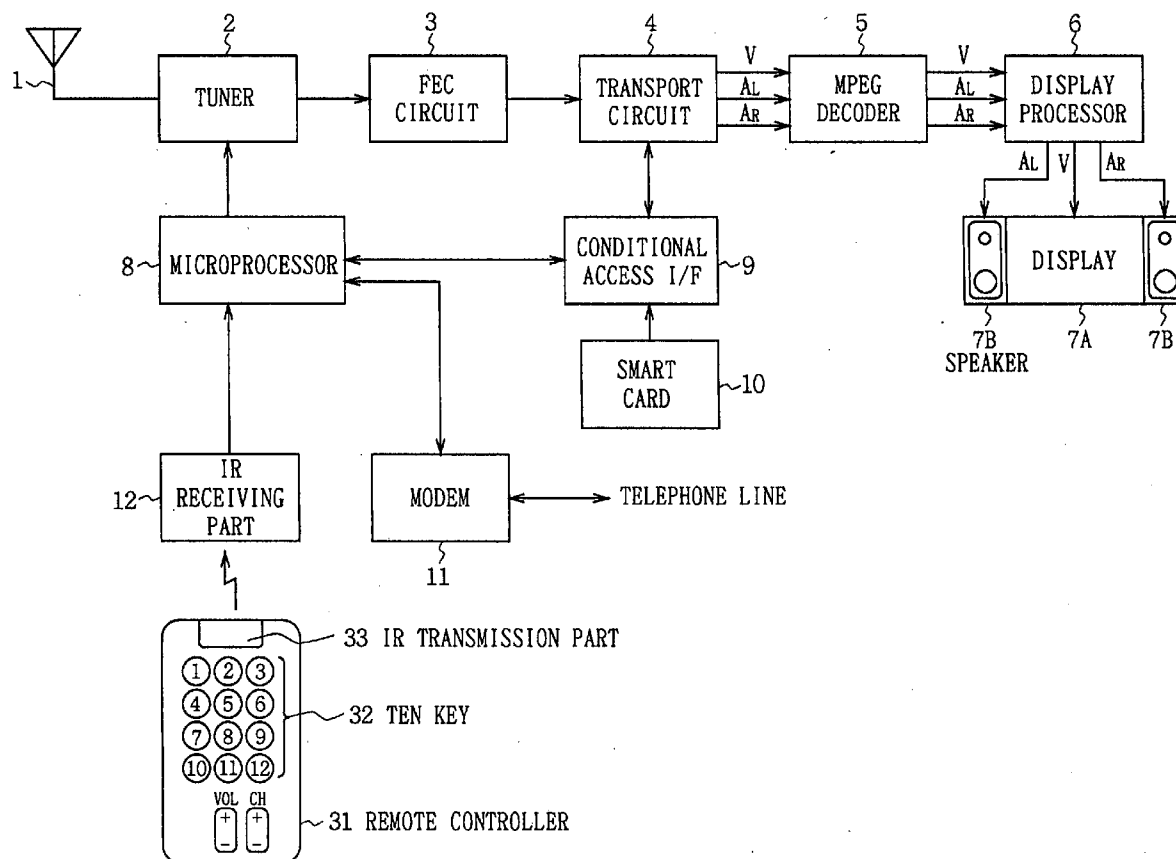 1
2
TUNER
3
FEC
CIRCUIT
4
TRANSPORT
CIRCUIT
V
AL
AR
5
MPEG
DECODER
V
AL
AR
6
DISPLAY
PROCESSOR
AL
V
AR
8
MICROPROCESSOR
CONDITIONAL
ACCESS I/F
9
DISPLAY
7B
SPEAKER
7A
7B
SMART
CARD
10
12
IR
RECEIVING
PART
MODEM
11
TELEPHONE LINE
33 IR TRANSMISSION PART
1 2 3
4 5 6
7 8 9
10 11 12
32 TEN KEY
VOL CH
+ +
- -
31 REMOTE CONTROLLER